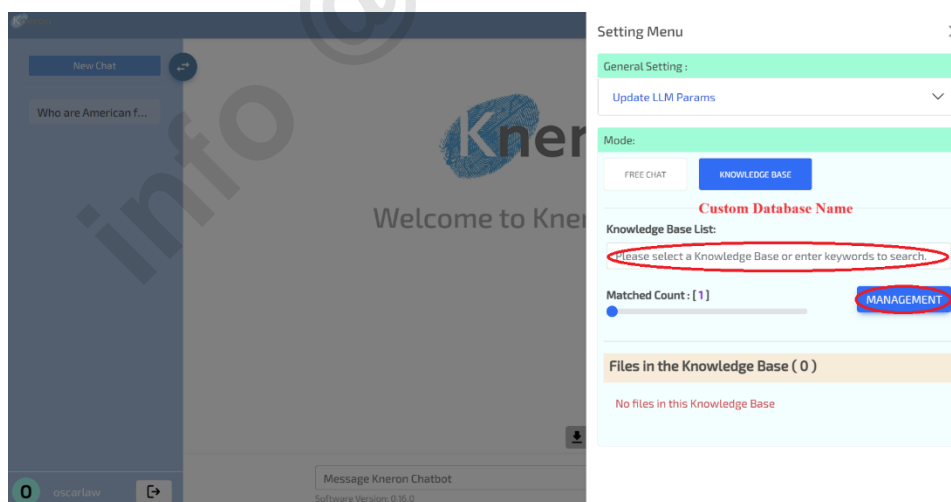 Kneron
New Chat
Who are American f...
Kner
Welcome to Kner
Message Kneron Chatbot
Software Version: 0.16.0
O oscarlaw
info @
Setting Menu
General Setting :
Update LLM Params
Mode:
FREE CHAT KNOWLEDGE BASE
Custom Database Name
Knowledge Base List:
Please select a Knowledge Base or enter keywords to search.
Matched Count : [ 1 ]
MANAGEMENT
Files in the Knowledge Base ( 0 )
No files in this Knowledge Base